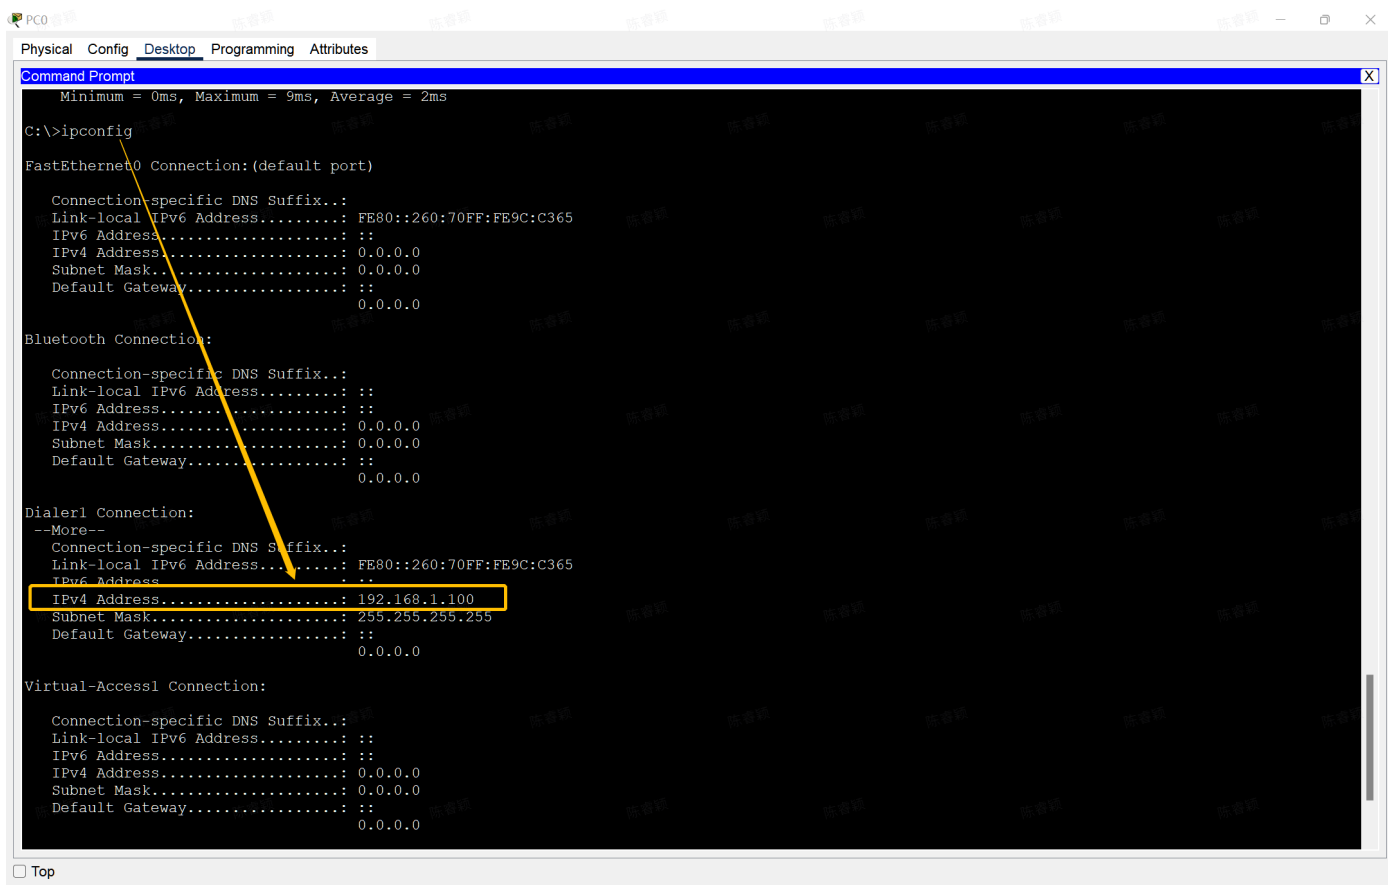 PC0
Physical Config Desktop Programming Attributes
Command Prompt
X
Minimum = 0ms, Maximum = 9ms, Average = 2ms
C:\>ipconfig
FastEthernet0 Connection:(default port)
Connection-specific DNS Suffix..:
Link-local IPv6 Address.........: FE80::260:70FF:FE9C:C365
IPv6 Address....................: ::
IPv4 Address....................: 0.0.0.0
Subnet Mask.....................: 0.0.0.0
Default Gateway.................: ::
0.0.0.0
Bluetooth Connection:
Connection-specific DNS Suffix..:
Link-local IPv6 Address.........: ::
IPv6 Address....................: ::
IPv4 Address....................: 0.0.0.0
Subnet Mask.....................: 0.0.0.0
Default Gateway.................: ::
0.0.0.0
Dialer1 Connection:
--More--
Connection-specific DNS Suffix..:
Link-local IPv6 Address.........: FE80::260:70FF:FE9C:C365
IPv6 Address....................: ::
IPv4 Address....................: 192.168.1.100
Subnet Mask.....................: 255.255.255.255
Default Gateway.................: ::
0.0.0.0
Virtual-Access1 Connection:
Connection-specific DNS Suffix..:
Link-local IPv6 Address.........: ::
IPv6 Address....................: ::
IPv4 Address....................: 0.0.0.0
Subnet Mask.....................: 0.0.0.0
Default Gateway.................: ::
0.0.0.0
Top
陈睿颖